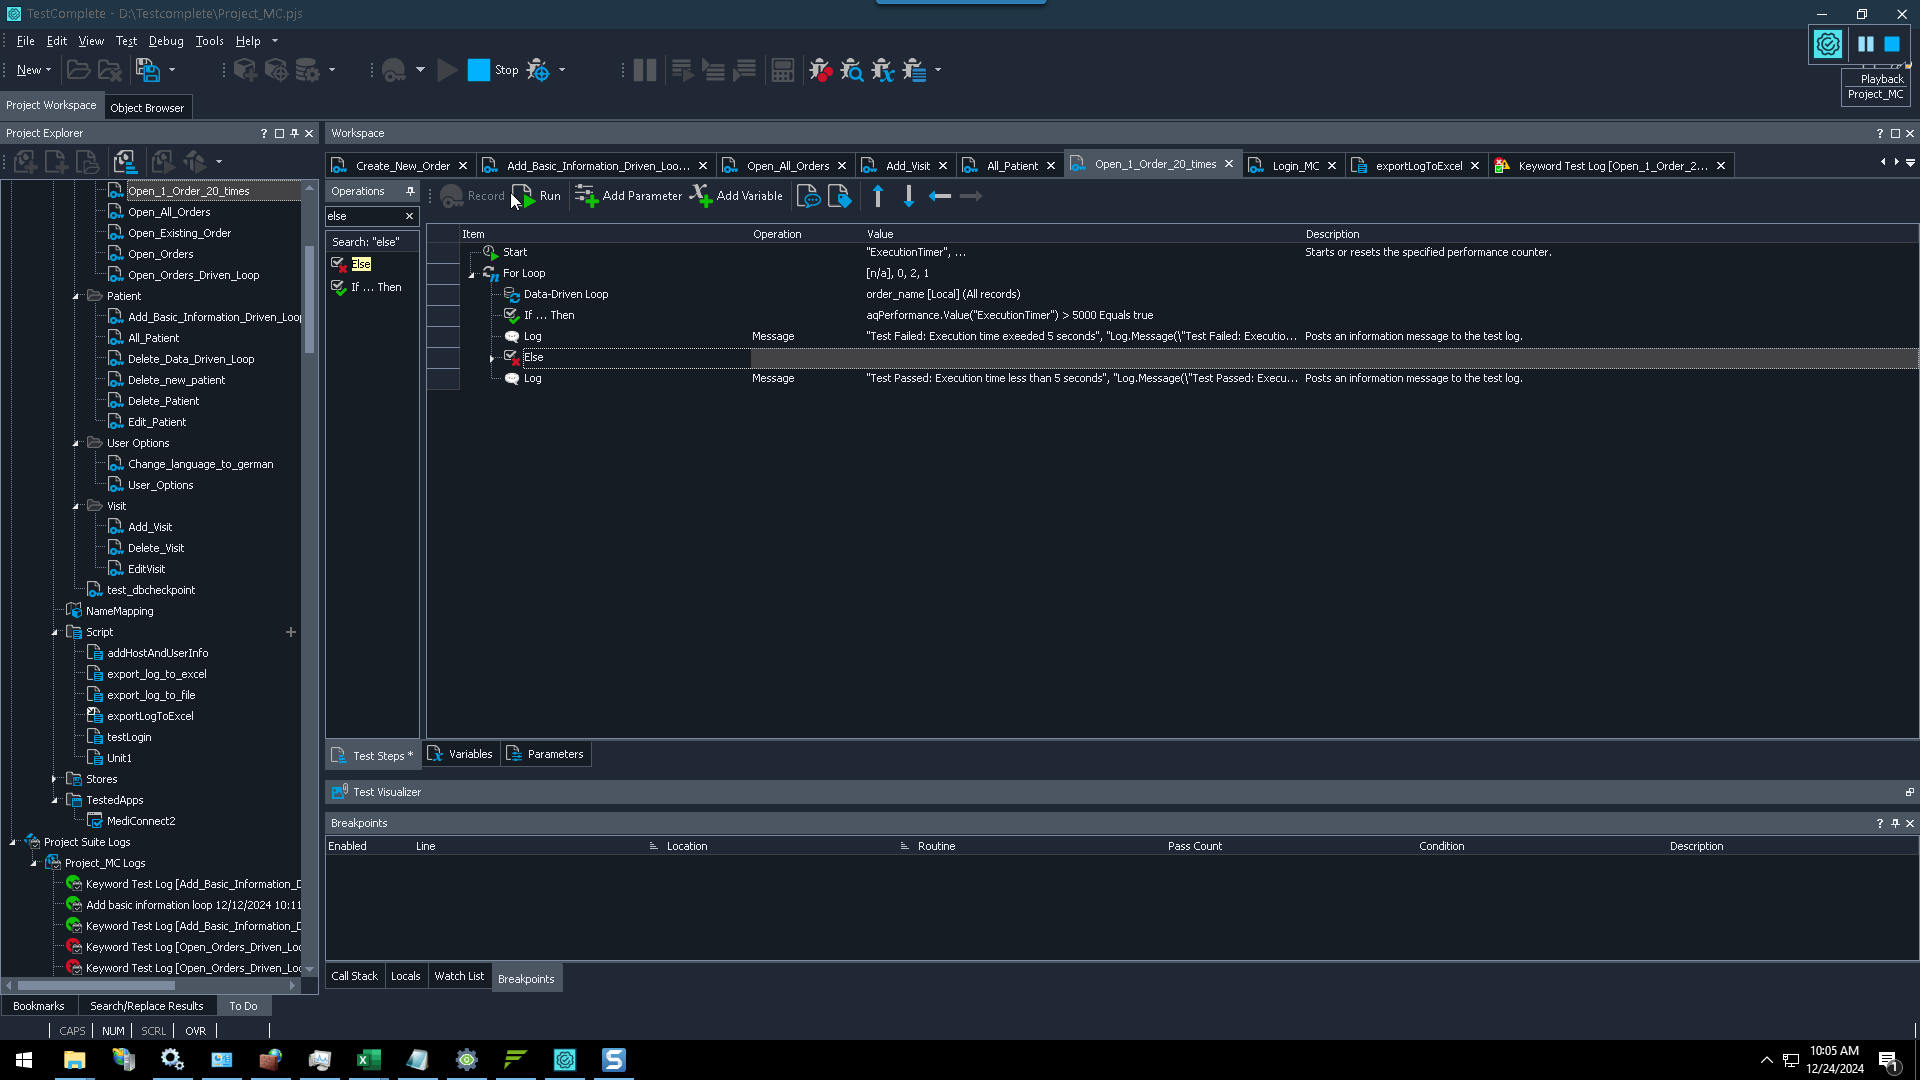 TestComplete - D:\Testcomplete\Project_MC.pjs
File Edit View Test Debug Tools Help
New
Stop
Playback
Project_MC
Project Workspace
Object Browser
Project Explorer
?
Workspace
?
Create_New_Order
Add_Basic_Information_Driven_Loo...
Open_All_Orders
Add_Visit
All_Patient
Open_1_Order_20_times
Login_MC
exportLogToExcel
Keyword Test Log [Open_1_Order_2...
Operations
Record
Run
Add Parameter
Add Variable
else
Search: "else"
Else
If ... Then
Item Operation Value Description
Start "ExecutionTimer", ... Starts or resets the specified performance counter.
For Loop [n/a], 0, 2, 1
Data-Driven Loop order_name [Local] (All records)
If ... Then aqPerformance.Value("ExecutionTimer") > 5000 Equals true
Log Message "Test Failed: Execution time exeeded 5 seconds", "Log.Message(\"Test Failed: Executio... Posts an information message to the test log.
Else
Log Message "Test Passed: Execution time less than 5 seconds", "Log.Message(\"Test Passed: Execu... Posts an information message to the test log.
Open_1_Order_20_times
Open_All_Orders
Open_Existing_Order
Open_Orders
Open_Orders_Driven_Loop
Patient
Add_Basic_Information_Driven_Loo
All_Patient
Delete_Data_Driven_Loop
Delete_new_patient
Delete_Patient
Edit_Patient
User Options
Change_language_to_german
User_Options
Visit
Add_Visit
Delete_Visit
EditVisit
test_dbcheckpoint
NameMapping
Script
addHostAndUserInfo
export_log_to_excel
export_log_to_file
exportLogToExcel
testLogin
Unit1
Stores
TestedApps
MediConnect2
Project Suite Logs
Project_MC Logs
Keyword Test Log [Add_Basic_Information_D
Add basic information loop 12/12/2024 10:11
Keyword Test Log [Add_Basic_Information_D
Keyword Test Log [Open_Orders_Driven_Loo
Keyword Test Log [Open_Orders_Driven_Loo
Test Steps *
Variables
Parameters
Test Visualizer
Breakpoints
?
Enabled Line Location Routine Pass Count Condition Description
Call Stack
Locals
Watch List
Breakpoints
Bookmarks
Search/Replace Results
To Do
CAPS NUM SCRL OVR
10:05 AM
12/24/2024
1